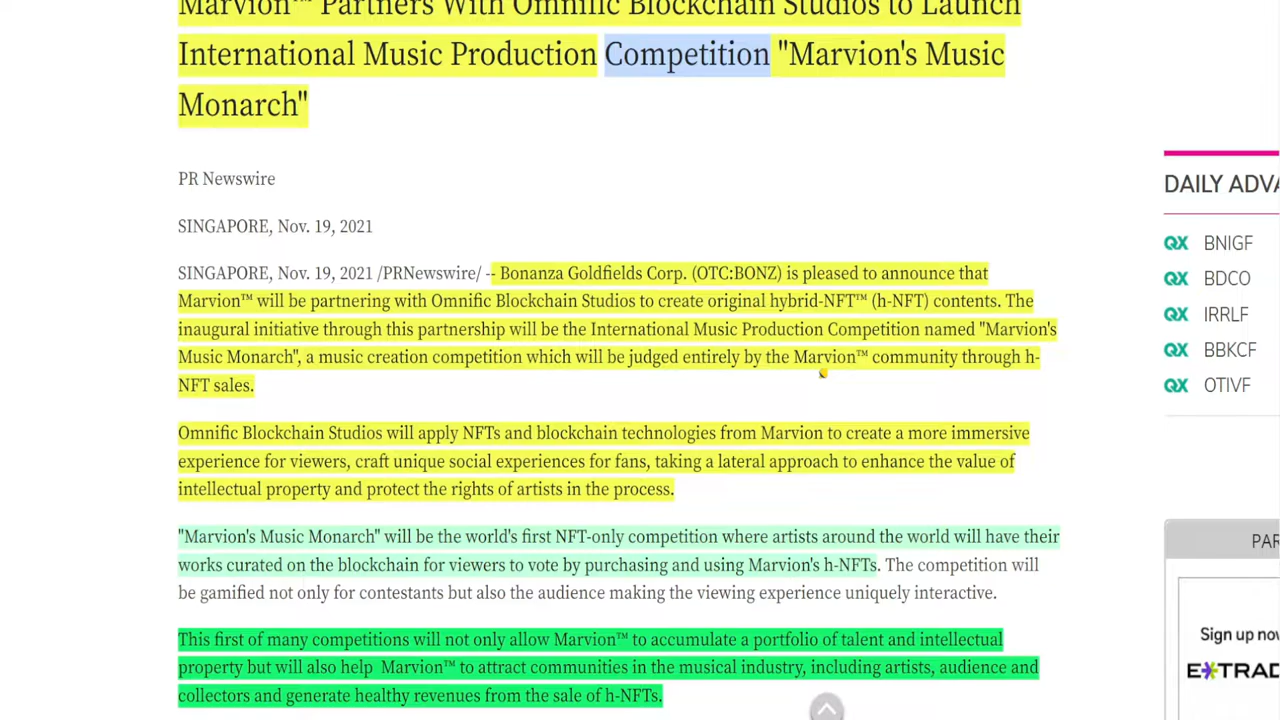 Marvion™ Partners With Omnific Blockchain Studios to Launch
International Music Production Competition "Marvion's Music
Monarch"
PR Newswire
SINGAPORE, Nov. 19, 2021
SINGAPORE, Nov. 19, 2021 /PRNewswire/ -- Bonanza Goldfields Corp. (OTC:BONZ) is pleased to announce that
Marvion™ will be partnering with Omnific Blockchain Studios to create original hybrid-NFT™ (h-NFT) contents. The
inaugural initiative through this partnership will be the International Music Production Competition named "Marvion's
Music Monarch", a music creation competition which will be judged entirely by the Marvion™ community through h-
NFT sales.
Omnific Blockchain Studios will apply NFTs and blockchain technologies from Marvion to create a more immersive
experience for viewers, craft unique social experiences for fans, taking a lateral approach to enhance the value of
intellectual property and protect the rights of artists in the process.
"Marvion's Music Monarch" will be the world's first NFT-only competition where artists around the world will have their
works curated on the blockchain for viewers to vote by purchasing and using Marvion's h-NFTs. The competition will
be gamified not only for contestants but also the audience making the viewing experience uniquely interactive.
This first of many competitions will not only allow Marvion™ to accumulate a portfolio of talent and intellectual
property but will also help Marvion™ to attract communities in the musical industry, including artists, audience and
collectors and generate healthy revenues from the sale of h-NFTs.
DAILY ADVA
QX BNIGF
QX BDCO
QX IRRLF
QX BBKCF
QX OTIVF
PAR
Sign up now
E*TRAD